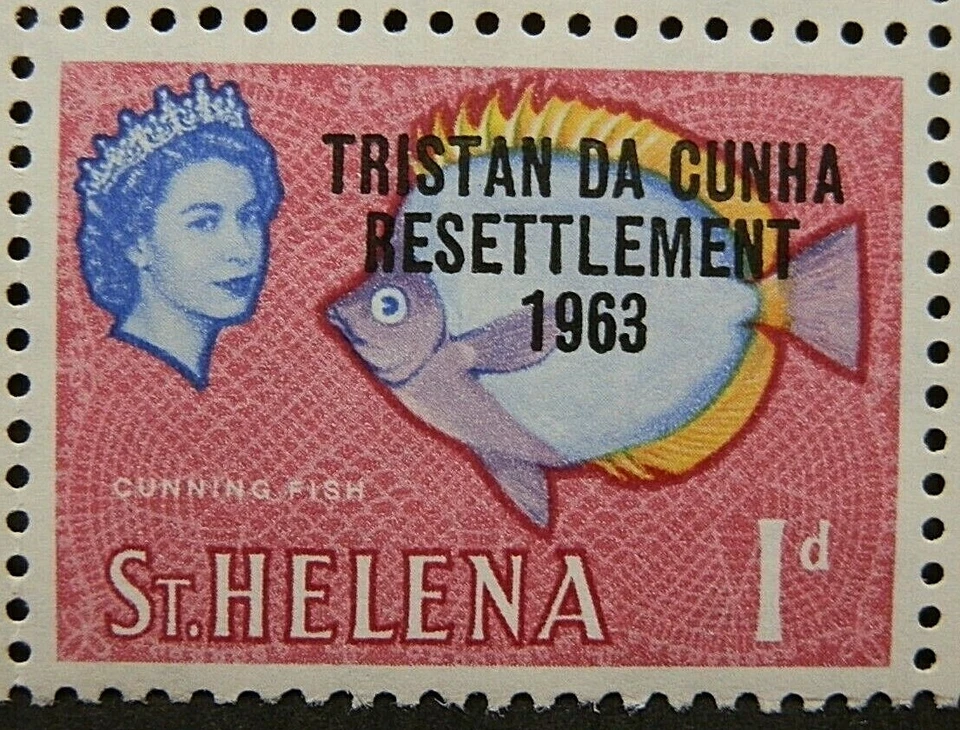 TRISTAN DA CUNHA
RESETTLEMENT
1963
CUNNING FISH
ST. HELENA
1d